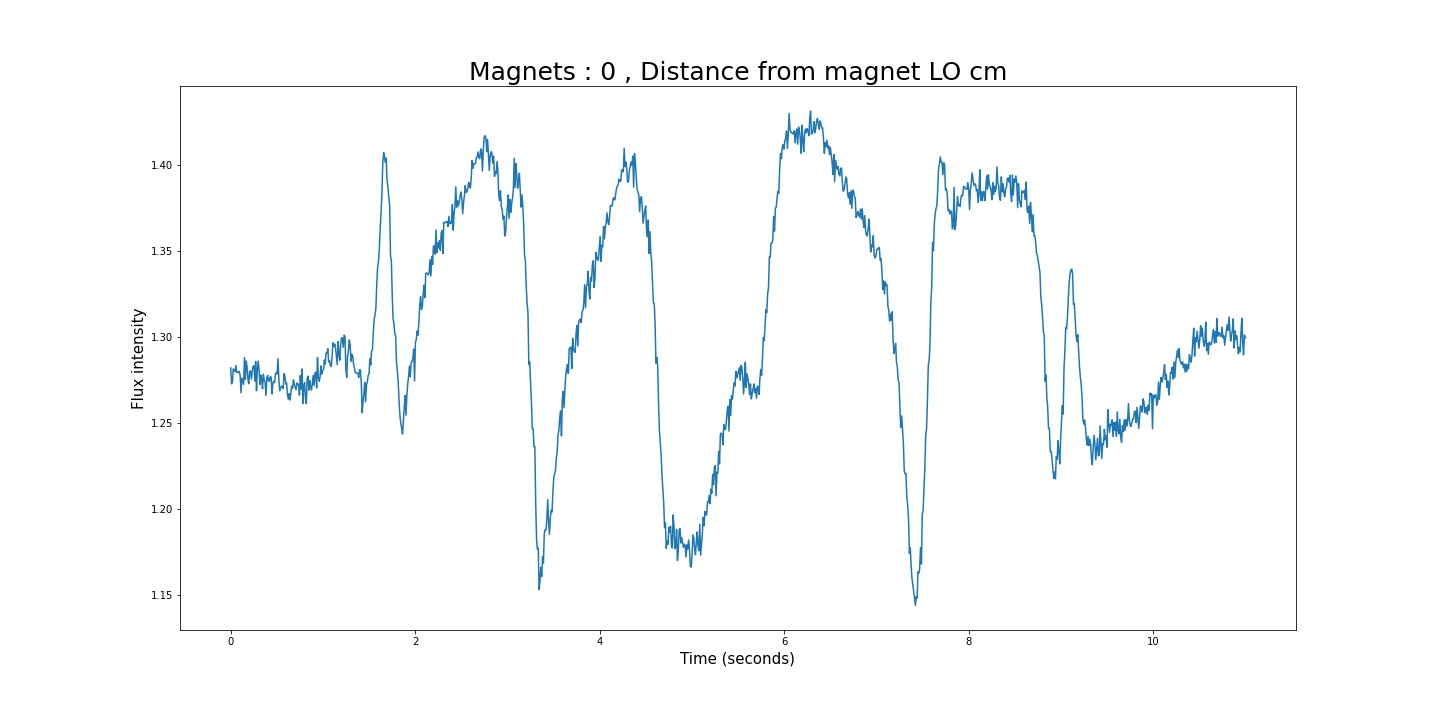 Magnets : 0 , Distance from magnet LO cm
1.40
1.35
1.30
1.25
1.20
1.15
Flux intensity
0 2 4 6 8 10
Time (seconds)